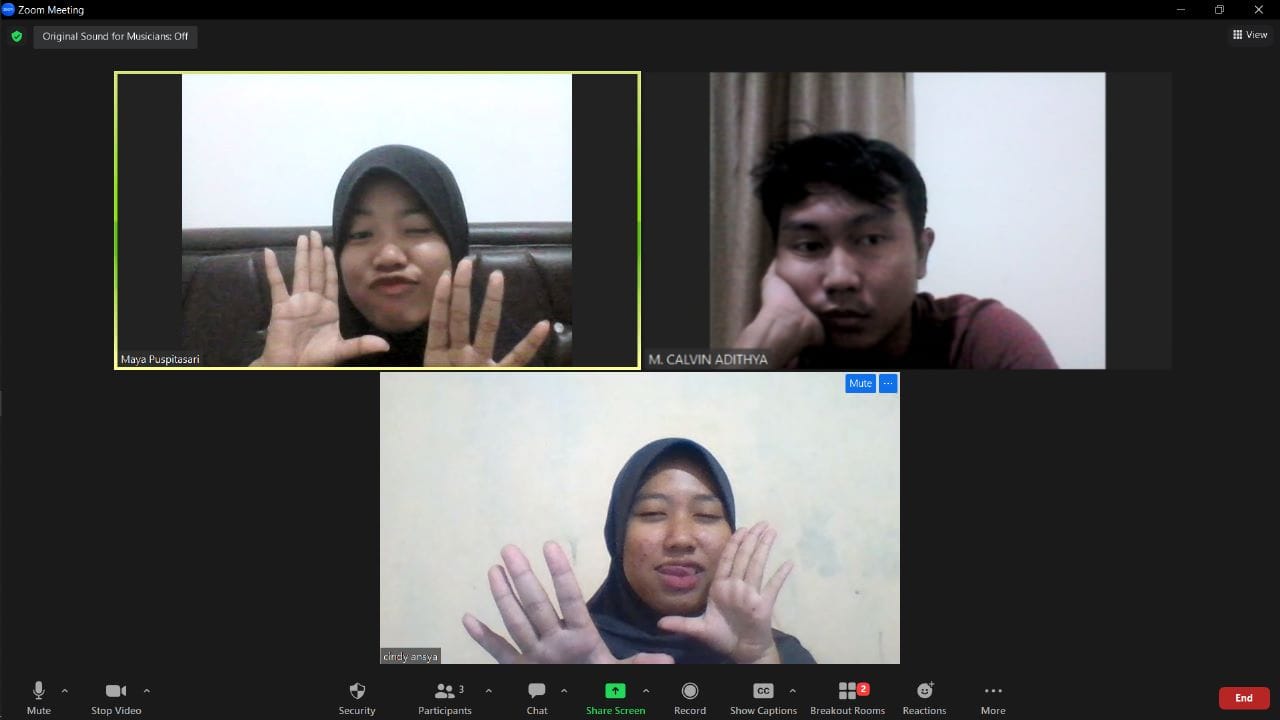 Zoom Meeting
Original Sound for Musicians: Off
View
Maya Puspitasari
M. CALVIN ADITHYA
Mute
cindy ansya
Mute
Stop Video
Security
Participants
3
Chat
Share Screen
Record
CC
Show Captions
Breakout Rooms
2
Reactions
More
End